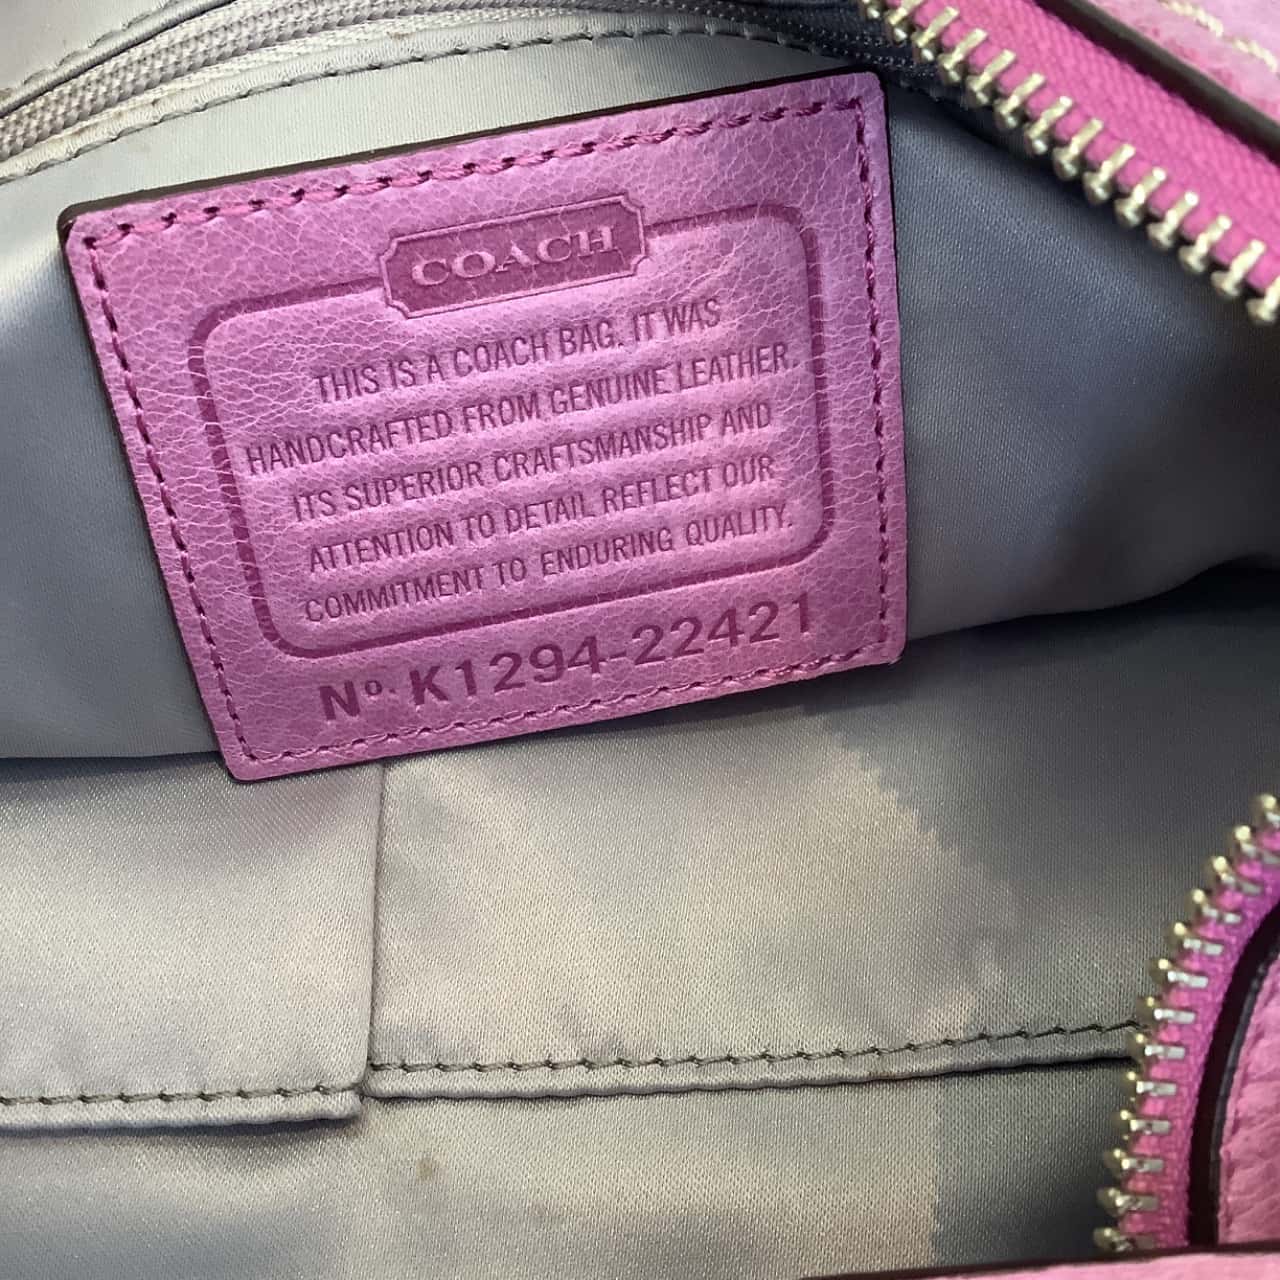 COACH
THIS IS A COACH BAG. IT WAS
HANDCRAFTED FROM GENUINE LEATHER.
ITS SUPERIOR CRAFTSMANSHIP AND
ATTENTION TO DETAIL REFLECT OUR
COMMITMENT TO ENDURING QUALITY.
Nº. K1294-22421